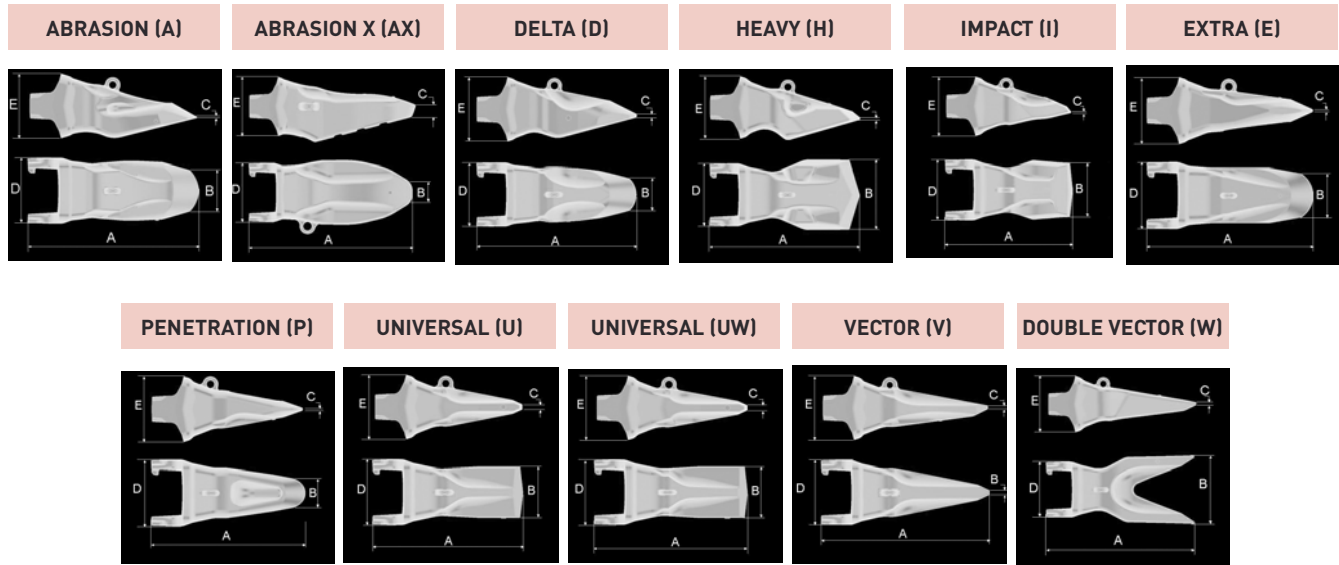 ABRASION (A)
ABRASION X (AX)
DELTA (D)
HEAVY (H)
IMPACT (I)
EXTRA (E)
E
C
D
B
A
E
C
D
B
A
E
C
D
B
A
E
C
D
B
A
E
C
D
B
A
E
C
D
B
A
PENETRATION (P)
UNIVERSAL (U)
UNIVERSAL (UW)
VECTOR (V)
DOUBLE VECTOR (W)
E
C
D
B
A
E
C
D
B
A
E
C
D
B
A
E
C
D
B
A
E
C
D
B
A